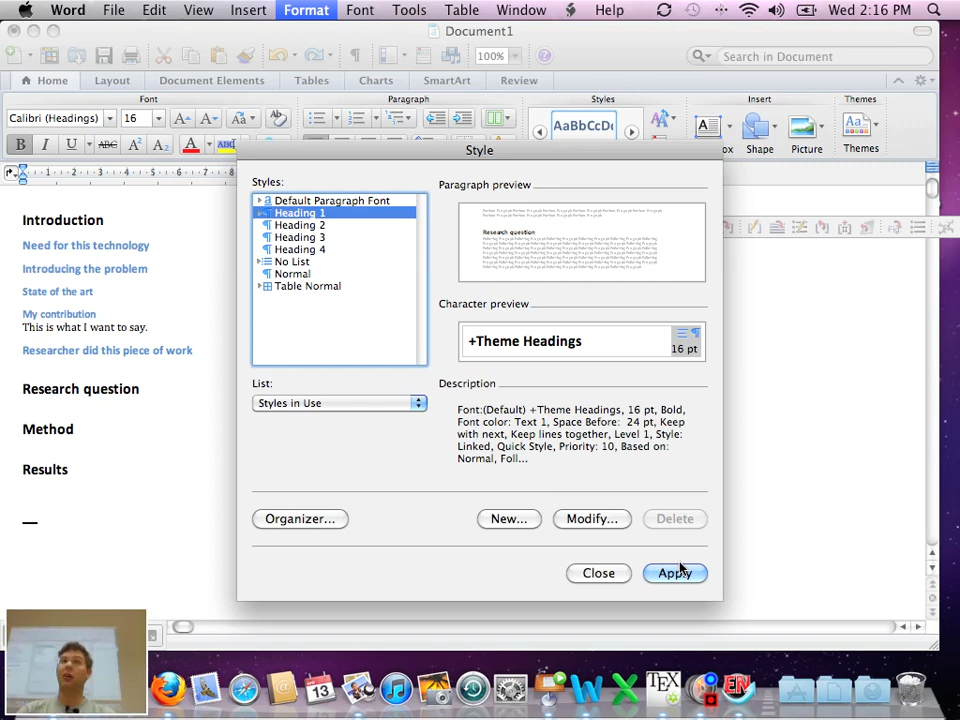 Word File Edit View Insert Format Font Tools Table Window Help Wed 2:16 PM
Document1
100%
Search in Document
Home Layout Document Elements Tables Charts SmartArt Review
Font Paragraph Styles Insert Themes
Calibri (Headings) 16 AaBbCcDc
B I U ABC A Shape Picture Themes
Style
Styles:
Default Paragraph Font
Heading 1
Heading 2
Heading 3
Heading 4
No List
Normal
Table Normal
List:
Styles in Use
Organizer...
Paragraph preview
Research question
Character preview
+Theme Headings
16 pt
Description
Font:(Default) +Theme Headings, 16 pt, Bold,
Font color: Text 1, Space Before: 24 pt, Keep
with next, Keep lines together, Level 1, Style:
Linked, Quick Style, Priority: 10, Based on:
Normal, Foll...
New... Modify... Delete
Close Apply
Introduction
Need for this technology
Introducing the problem
State of the art
My contribution
This is what I want to say.
Researcher did this piece of work
Research question
Method
Results
13
TEX
EN